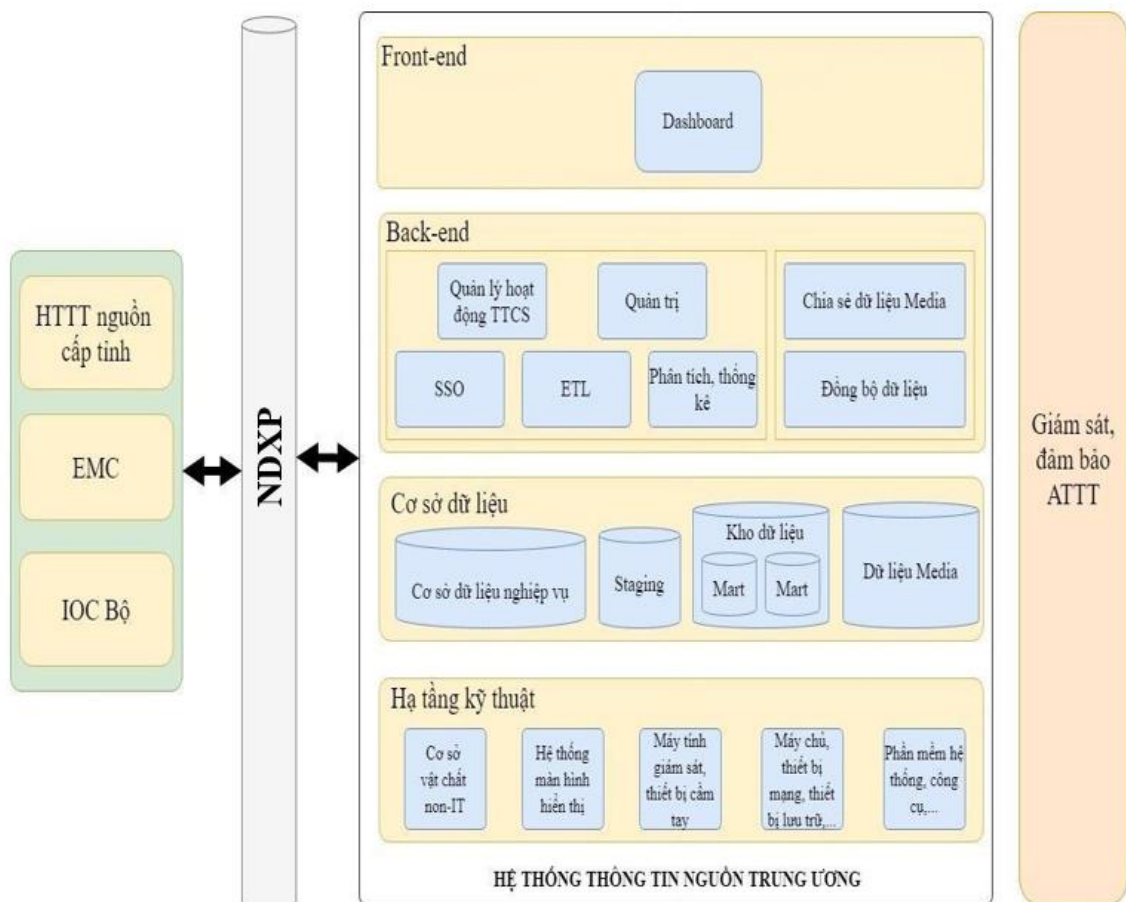 HTTT nguồn
cấp tỉnh
EMC
IOC Bộ
NDXP
Front-end
Dashboard
Back-end
Quản lý hoạt
động TTCS
Quản trị
SSO
ETL
Phân tích, thống
kê
Chia sẻ dữ liệu Media
Đồng bộ dữ liệu
Cơ sở dữ liệu
Cơ sở dữ liệu nghiệp vụ
Staging
Kho dữ liệu
Mart
Mart
Dữ liệu Media
Hạ tầng kỹ thuật
Cơ sở
vật chất
non-IT
Hệ thống
màn hình
hiển thị
Máy tính
giám sát,
thiết bị cầm
tay
Máy chủ,
thiết bị
mạng, thiết
bị lưu trữ,...
Phần mềm hệ
thống, công
cụ,...
HỆ THỐNG THÔNG TIN NGUỒN TRUNG ƯƠNG
Giám sát,
đảm bảo
ATTT